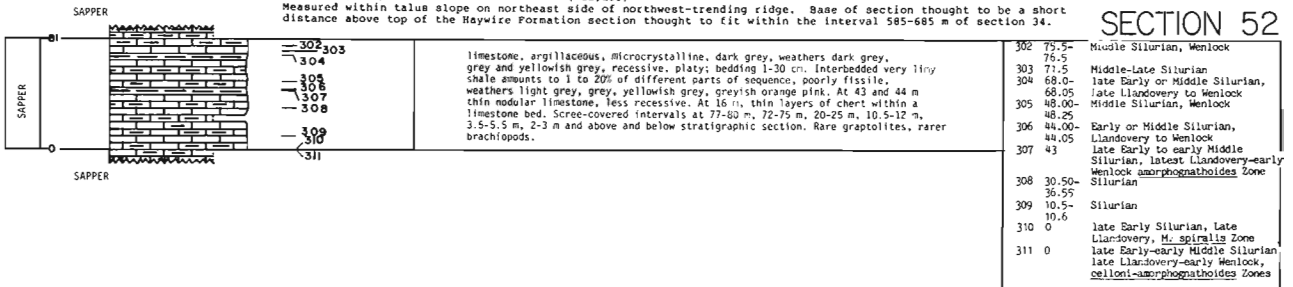 SAPPER
Measured within talus slope on northeast side of northwest-trending ridge. Base of section thought to be a short
distance above top of the Haywire Formation section thought to fit within the interval 585-685 m of section 34.
SECTION 52
81
SAPPER
0
302
303
304
305
306
307
308
309
310
311
SAPPER
limestone, argillaceous, microcrystalline, dark grey, weathers dark grey,
grey and yellowish grey, recessive, platy; bedding 1-30 cm. Interbedded very limy
shale amounts to 1 to 20% of different parts of sequence, poorly fissile,
weathers light grey, grey, yellowish grey, greyish orange pink. At 43 and 44 m
thin nodular limestone, less recessive. At 16 m, thin layers of chert within a
limestone bed. Scree-covered intervals at 77-80 m, 72-75 m, 20-25 m, 10.5-12 m,
3.5-5.5 m, 2-3 m and above and below stratigraphic section. Rare graptolites, rarer
brachiopods.
302 75.5- Middle Silurian, Wenlock
76.5
303 71.5 Middle-Late Silurian
304 68.0- late Early or Middle Silurian,
68.05 late Llandovery to Wenlock
305 48.00- Middle Silurian, Wenlock
48.25
306 44.00- Early or Middle Silurian,
44.05 Llandovery to Wenlock
307 43 late Early to early Middle
Silurian, latest Llandovery-early
Wenlock amorphognathoides Zone
308 30.50- Silurian
36.55
309 10.5- Silurian
10.6
310 0 late Early Silurian, Late
Llandovery, M. spiralis Zone
311 0 late Early-early Middle Silurian
late Llandovery-early Wenlock,
celloni-amorphognathoides Zones